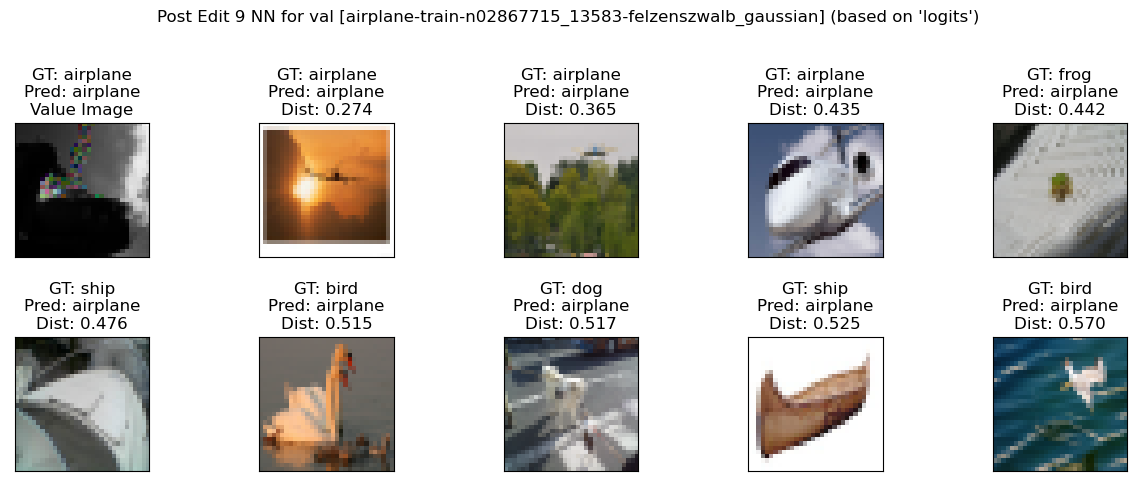 Post Edit 9 NN for val [airplane-train-n02867715_13583-felzenszwalb_gaussian] (based on 'logits')
GT: airplane
Pred: airplane
Value Image
GT: airplane
Pred: airplane
Dist: 0.274
GT: airplane
Pred: airplane
Dist: 0.365
GT: airplane
Pred: airplane
Dist: 0.435
GT: frog
Pred: airplane
Dist: 0.442
GT: ship
Pred: airplane
Dist: 0.476
GT: bird
Pred: airplane
Dist: 0.515
GT: dog
Pred: airplane
Dist: 0.517
GT: ship
Pred: airplane
Dist: 0.525
GT: bird
Pred: airplane
Dist: 0.570